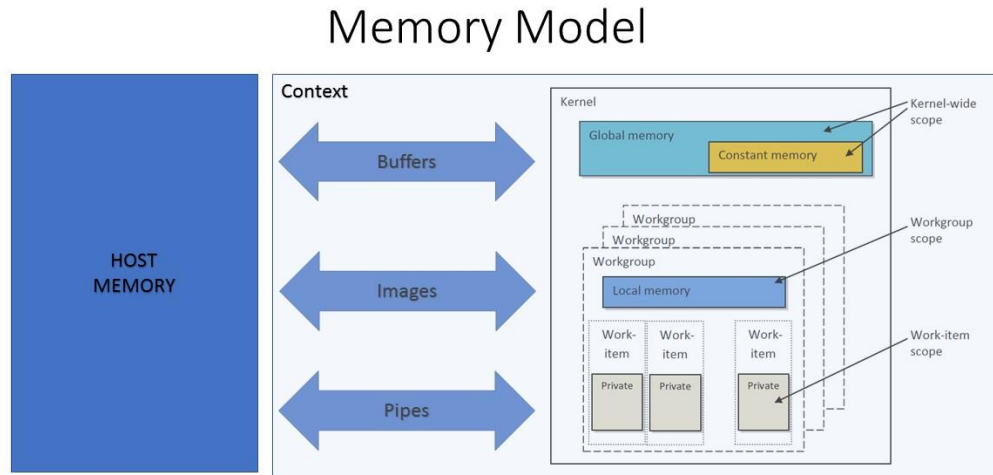 Memory Model
HOST
MEMORY
Context
Buffers
Images
Pipes
Kernel
Global memory
Constant memory
Kernel-wide
scope
Workgroup
Workgroup
Workgroup
Local memory
Workgroup
scope
Work-
item
Work-
item
Work-
item
Private
Private
Private
Work-item
scope